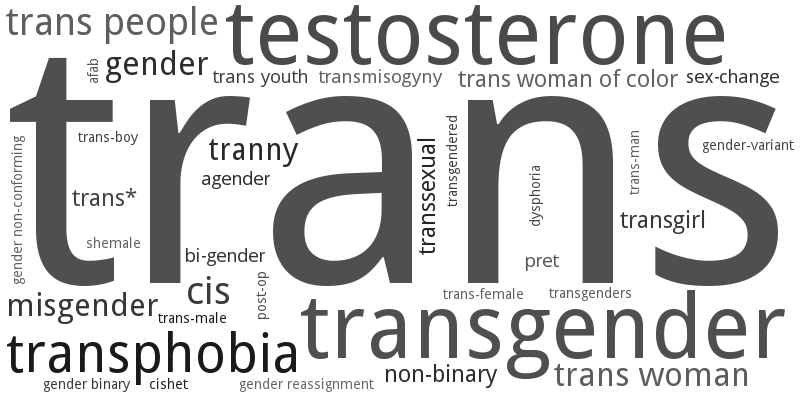 trans people
testosterone
afab
gender
trans youth
transmisogyny
trans woman of color
sex-change
trans
trans-boy
gender non-conforming
tranny
agender
transsexual
transgendered
dysphoria
trans-man
gender-variant
trans*
transgirl
shemale
bi-gender
pret
cis
post-op
trans-female
transgenders
misgender
trans-male
transgender
transphobia
non-binary
trans woman
gender binary
cishet
gender reassignment